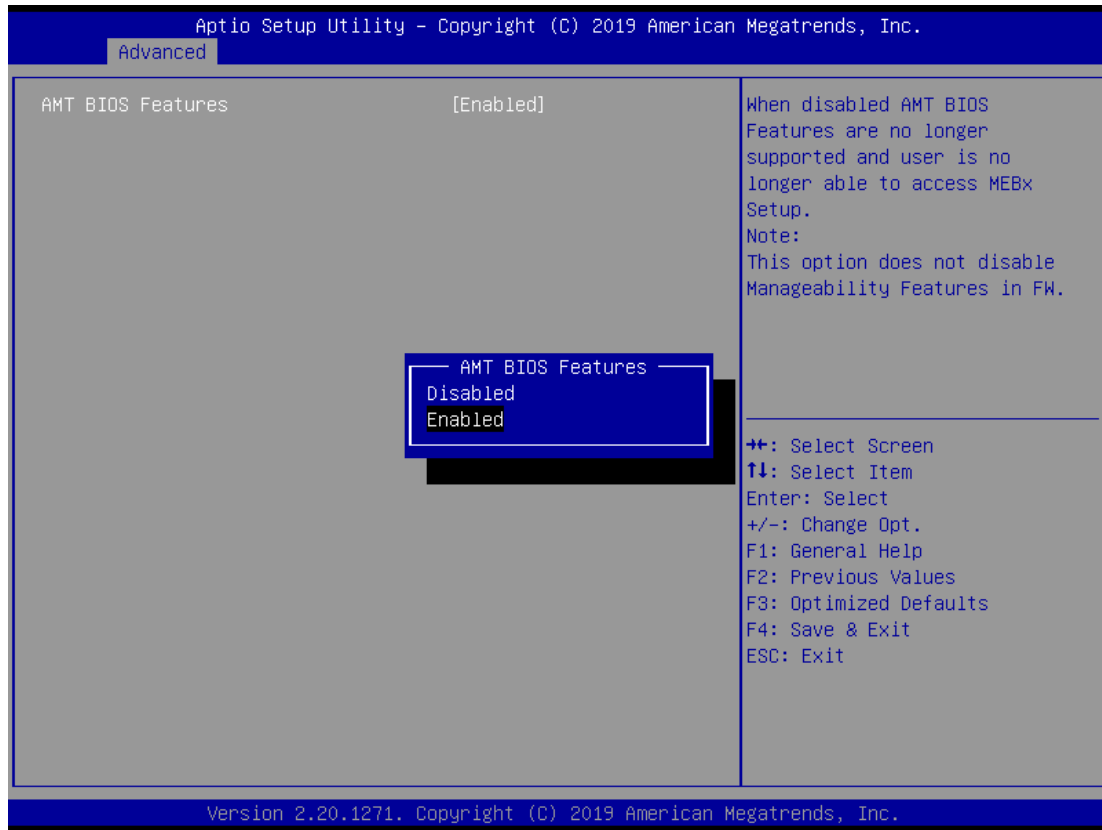 Aptio Setup Utility – Copyright (C) 2019 American Megatrends, Inc.
Advanced
AMT BIOS Features [Enabled]
When disabled AMT BIOS
Features are no longer
supported and user is no
longer able to access MEBx
Setup.
Note:
This option does not disable
Manageability Features in FW.
AMT BIOS Features
Disabled
Enabled
→←: Select Screen
↑↓: Select Item
Enter: Select
+/-: Change Opt.
F1: General Help
F2: Previous Values
F3: Optimized Defaults
F4: Save & Exit
ESC: Exit
Version 2.20.1271. Copyright (C) 2019 American Megatrends, Inc.